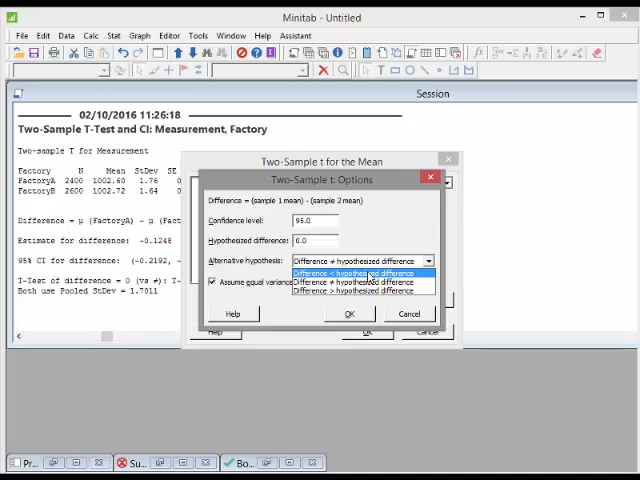 Minitab - Untitled
File Edit Data Calc Stat Graph Editor Tools Window Help Assistant
Session
02/10/2016 11:26:18
Two-Sample T-Test and CI: Measurement, Factory
Two-sample T for Measurement
Factory N Mean StDev SE
FactoryA 2400 1002.60 1.76
FactoryB 2600 1002.72 1.64
Difference = μ (FactoryA) - μ (Factory
Estimate for difference: -0.1248
95% CI for difference: (-0.2192,
T-Test of difference = 0 (vs ≠): T-
Both use Pooled StDev = 1.7011
Two-Sample t for the Mean
Two-Sample t: Options
Difference = (sample 1 mean) - (sample 2 mean)
Confidence level: 95.0
Hypothesized difference: 0.0
Alternative hypothesis: Difference ≠ hypothesized difference
Difference < hypothesized difference
Difference ≠ hypothesized difference
Difference > hypothesized difference
Assume equal variance
Help OK Cancel
Help OK Cancel
Pr... Su... Bo...